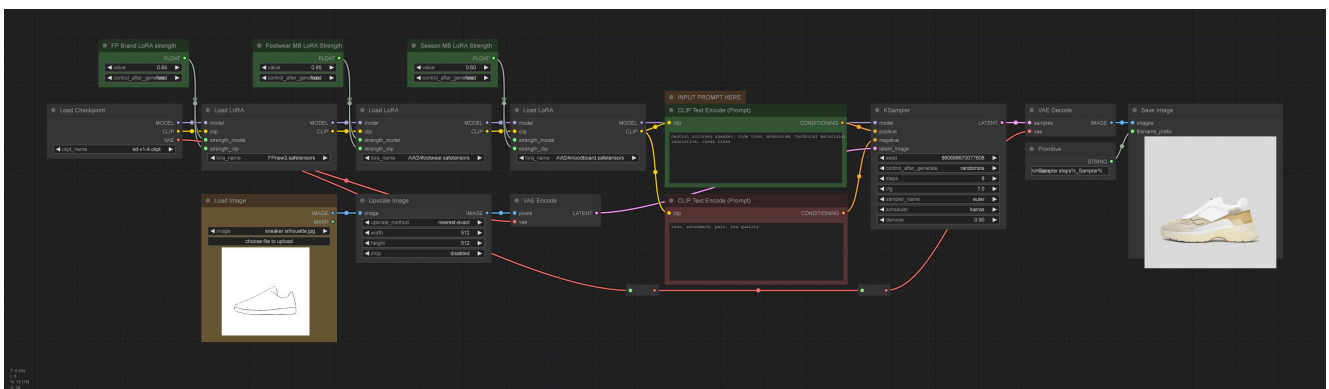 FP Brand LoRA strength
FLOAT
value 0.84
control_after_generate fixed
Footwear MB LoRA Strength
FLOAT
value 0.95
control_after_generate fixed
Season MB LoRA Strength
FLOAT
value 0.60
control_after_generate fixed
Load Checkpoint
MODEL
CLIP
VAE
ckpt_name sd-v1-4.ckpt
Load LoRA
model MODEL
clip CLIP
strength_model
strength_clip
lora_name FPnew3.safetensors
Load LoRA
model MODEL
clip CLIP
strength_model
strength_clip
lora_name AW24footwear.safetensors
Load LoRA
model MODEL
clip CLIP
strength_model
strength_clip
lora_name AW24moodboard.safetensors
INPUT PROMPT HERE
CLIP Text Encode (Prompt)
clip CONDITIONING
neutral colorway sneaker, side view, modernism, technical materials,
innovative, clean lines
CLIP Text Encode (Prompt)
clip CONDITIONING
text, watermark, pair, low quality
KSampler
model LATENT
positive
negative
latent_image
seed 880898670077608
control_after_generate randomize
steps 8
cfg 7.0
sampler_name euler
scheduler karras
denoise 0.90
VAE Decode
samples IMAGE
vae
Primitive
STRING
Save Image
images
filename_prefix
Load Image
IMAGE
MASK
image sneaker silhouette.jpg
choose file to upload
Upscale Image
image IMAGE
upscale_method nearest-exact
width 512
height 512
crop disabled
VAE Encode
pixels LATENT
vae